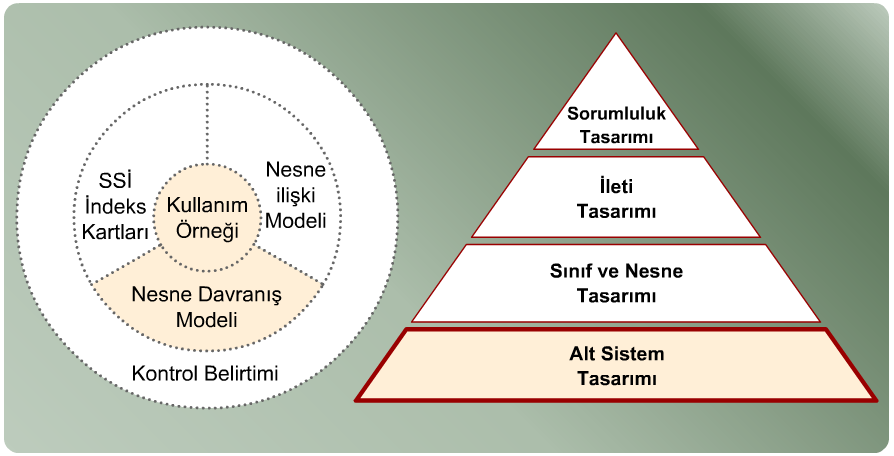 SSİ
İndeks
Kartları
Kullanım
Örneği
Nesne
ilişki
Modeli
Nesne Davranış
Modeli
Kontrol Belirtimi
Sorumluluk
Tasarımı
İleti
Tasarımı
Sınıf ve Nesne
Tasarımı
Alt Sistem
Tasarımı